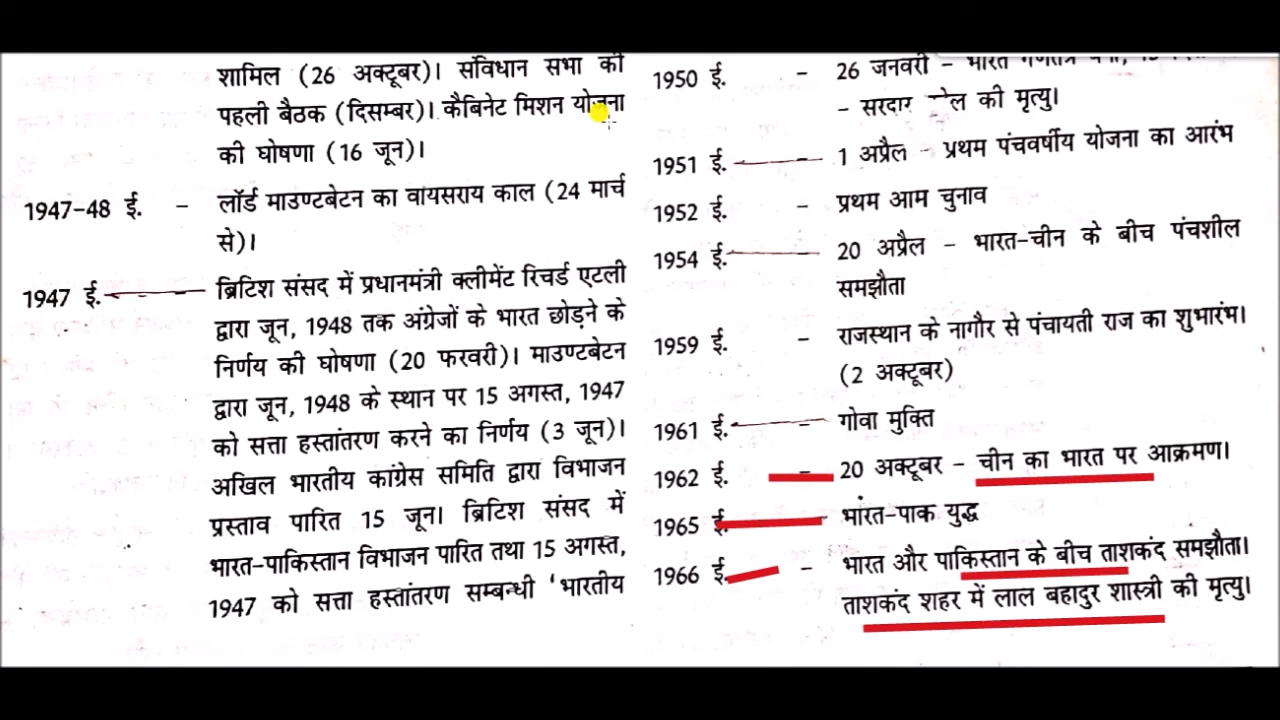 शामिल (26 अक्टूबर)। संविधान सभा की
पहली बैठक (दिसम्बर)। कैबिनेट मिशन योजना
की घोषणा (16 जून)।
1947-48 ई. - लॉर्ड माउण्टबेटन का वायसराय काल (24 मार्च
से)।
1947 ई. - ब्रिटिश संसद में प्रधानमंत्री क्लीमेंट रिचर्ड एटली
द्वारा जून, 1948 तक अंग्रेजों के भारत छोड़ने के
निर्णय की घोषणा (20 फरवरी)। माउण्टबेटन
द्वारा जून, 1948 के स्थान पर 15 अगस्त, 1947
को सत्ता हस्तांतरण करने का निर्णय (3 जून)।
अखिल भारतीय कांग्रेस समिति द्वारा विभाजन
प्रस्ताव पारित 15 जून। ब्रिटिश संसद में
भारत-पाकिस्तान विभाजन पारित तथा 15 अगस्त,
1947 को सत्ता हस्तांतरण सम्बन्धी 'भारतीय
1950 ई. - 26 जनवरी - भारत
- सरदार की मृत्यु।
1951 ई. - 1 अप्रैल - प्रथम पंचवर्षीय योजना का आरंभ
1952 ई. - प्रथम आम चुनाव
1954 ई. - 20 अप्रैल - भारत-चीन के बीच पंचशील
समझौता
1959 ई. - राजस्थान के नागौर से पंचायती राज का शुभारंभ।
(2 अक्टूबर)
1961 ई. - गोवा मुक्ति
1962 ई. - 20 अक्टूबर - चीन का भारत पर आक्रमण।
1965 ई. - भारत-पाक युद्ध
1966 ई. - भारत और पाकिस्तान के बीच ताशकंद समझौता।
ताशकंद शहर में लाल बहादुर शास्त्री की मृत्यु।